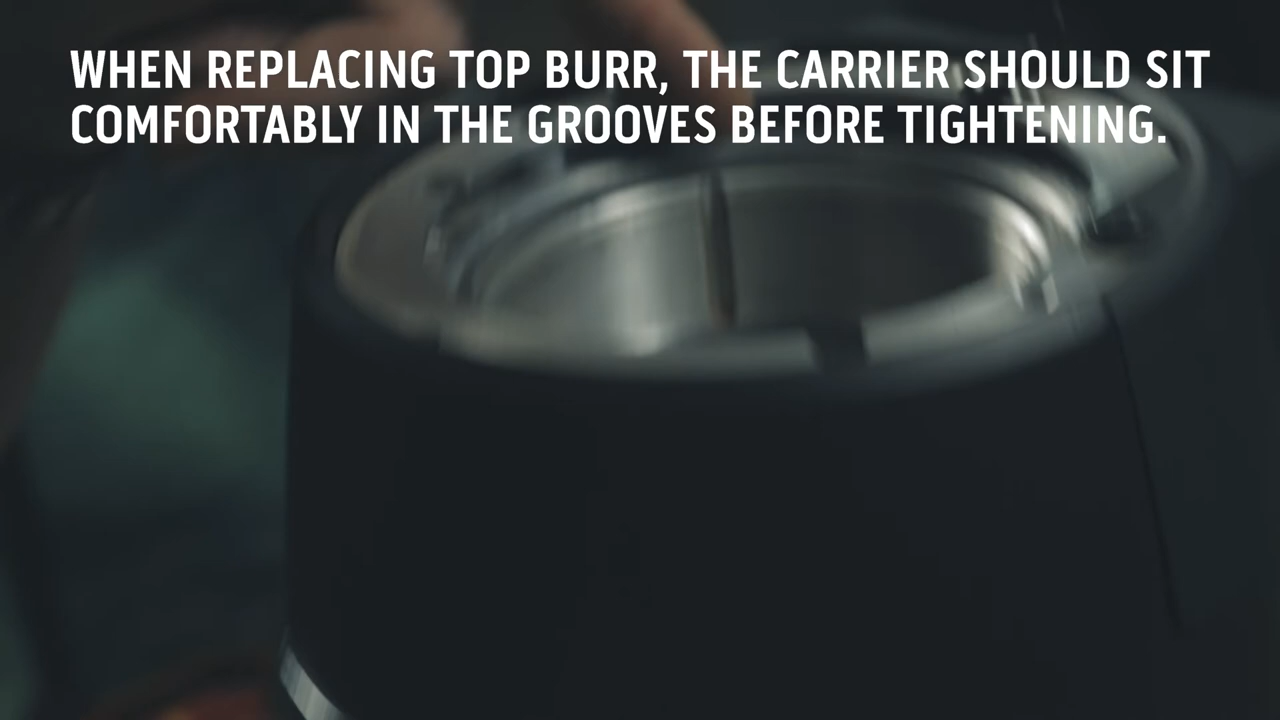 WHEN REPLACING TOP BURR, THE CARRIER SHOULD SIT
COMFORTABLY IN THE GROOVES BEFORE TIGHTENING.